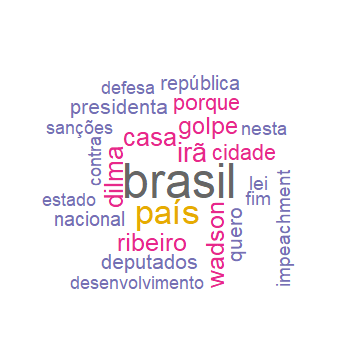 defesa
república
presidenta
porque
sanções
golpe
nesta
contra
casa
irã
cidade
dilma
brasil
lei
estado
país
fim
nacional
wadson
quero
impeachment
ribeiro
deputados
desenvolvimento